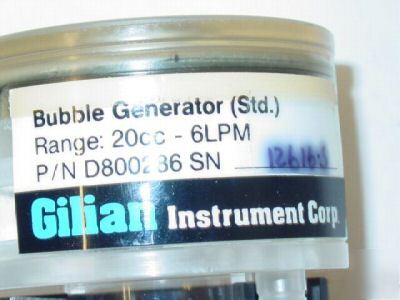 Bubble Generator (Std.)
Range: 20cc - 6LPM
P/N D800286 SN
Gilian Instrument Corp.